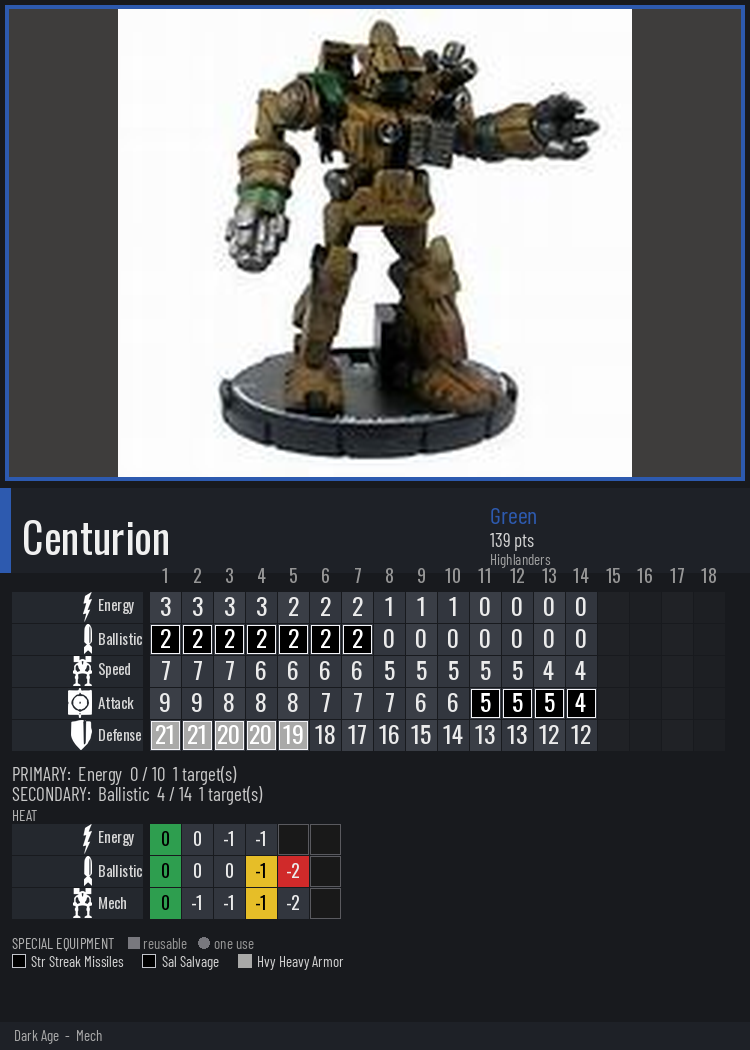 Centurion
Green
139 pts
Highlanders
1 2 3 4 5 6 7 8 9 10 11 12 13 14 15 16 17 18
Energy 3 3 3 3 2 2 2 1 1 1 0 0 0 0
Ballistic 2 2 2 2 2 2 2 0 0 0 0 0 0 0
Speed 7 7 7 6 6 6 6 5 5 5 5 5 4 4
Attack 9 9 8 8 8 7 7 7 6 6 5 5 5 4
Defense 21 21 20 20 19 18 17 16 15 14 13 13 12 12
PRIMARY: Energy 0 / 10 1 target(s)
SECONDARY: Ballistic 4 / 14 1 target(s)
HEAT
Energy 0 0 -1 -1
Ballistic 0 0 0 -1 -2
Mech 0 -1 -1 -1 -2
SPECIAL EQUIPMENT reusable one use
Str Streak Missiles Sal Salvage Hvy Heavy Armor
Dark Age - Mech